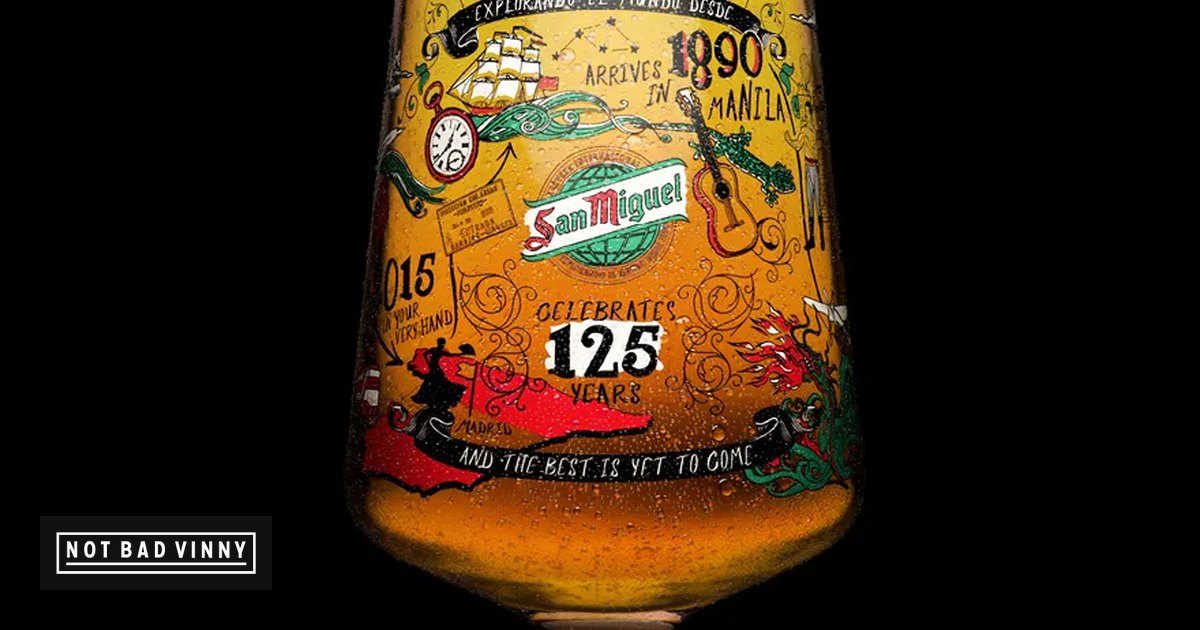 EXPLORANDO EL MUNDO DESDE
ARRIVES
IN
1890
MANILA
San Miguel
015
YOUR
VERY HAND
CELEBRATES
125
YEARS
MADRID
AND THE BEST IS YET TO COME
NOT BAD VINNY